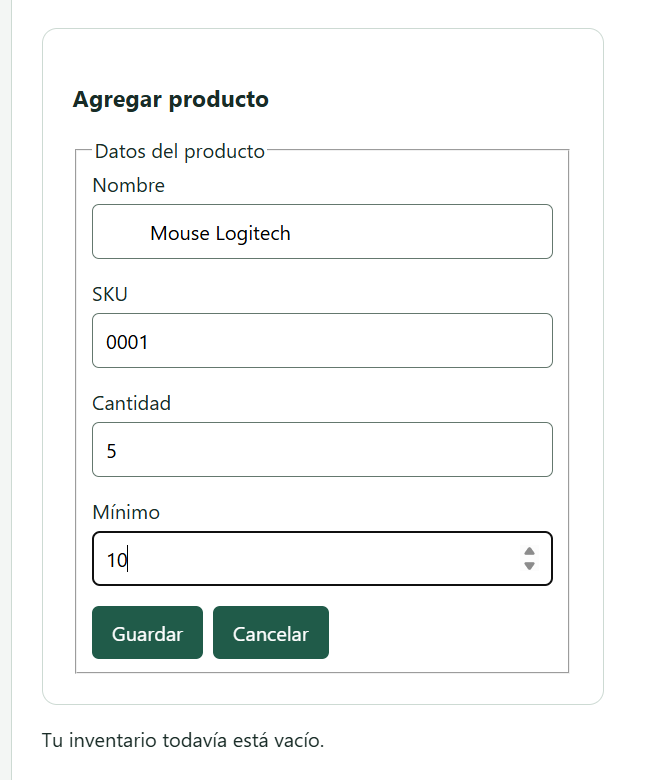 Agregar producto
Datos del producto
Nombre
Mouse Logitech
SKU
0001
Cantidad
5
Mínimo
10
Guardar Cancelar
Tu inventario todavía está vacío.